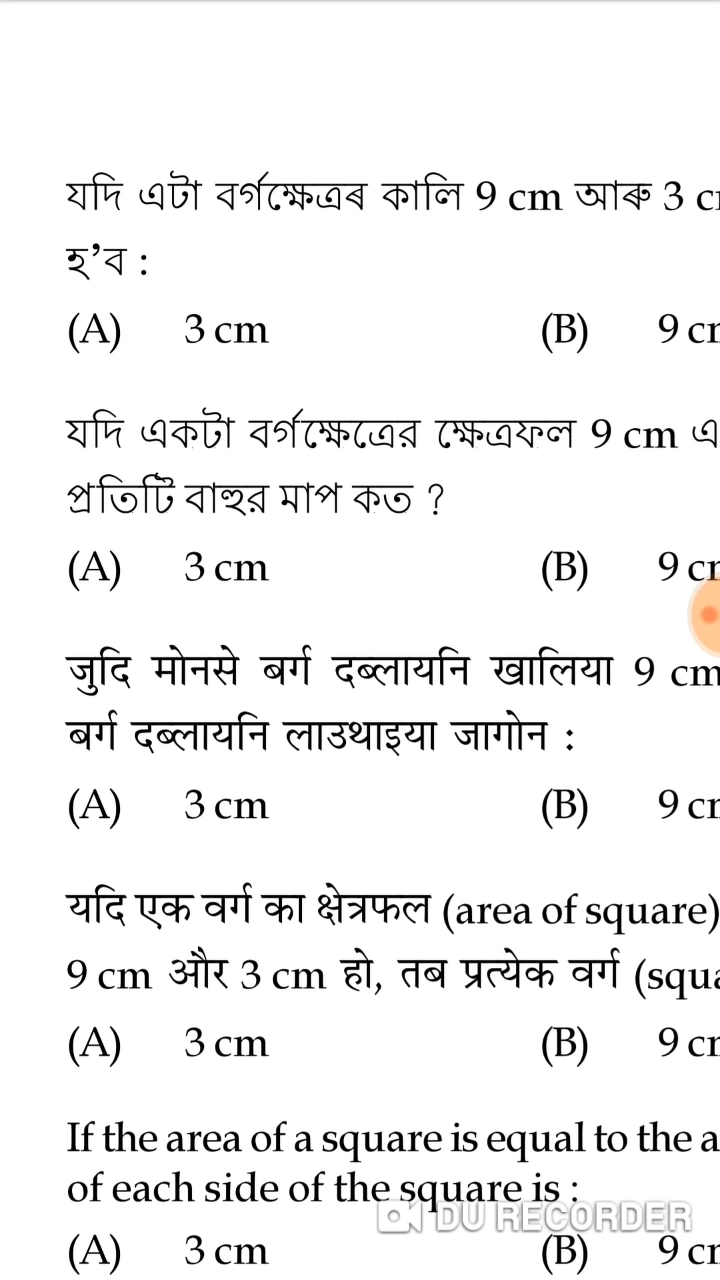 যদি এটা বৰ্গক্ষেত্ৰৰ কালি 9 cm আৰু 3
হ’ব :
(A) 3 cm (B) 9
যদি একটা বর্গক্ষেত্রের ক্ষেত্রফল 9 cm
প্রতিটি বাহুর মাপ কত ?
(A) 3 cm (B) 9
जुदि मोनसे बर्ग दब्लायनि खालिया 9 cm
बर्ग दब्लायनि लाउथाइया जागोन :
(A) 3 cm (B) 9
यदि एक वर्ग का क्षेत्रफल (area of square)
9 cm और 3 cm हो, तब प्रत्येक वर्ग
(A) 3 cm (B) 9
If the area of a square is equal to the
of each side of the square is :
DU RECORDER
(A) 3 cm (B) 9